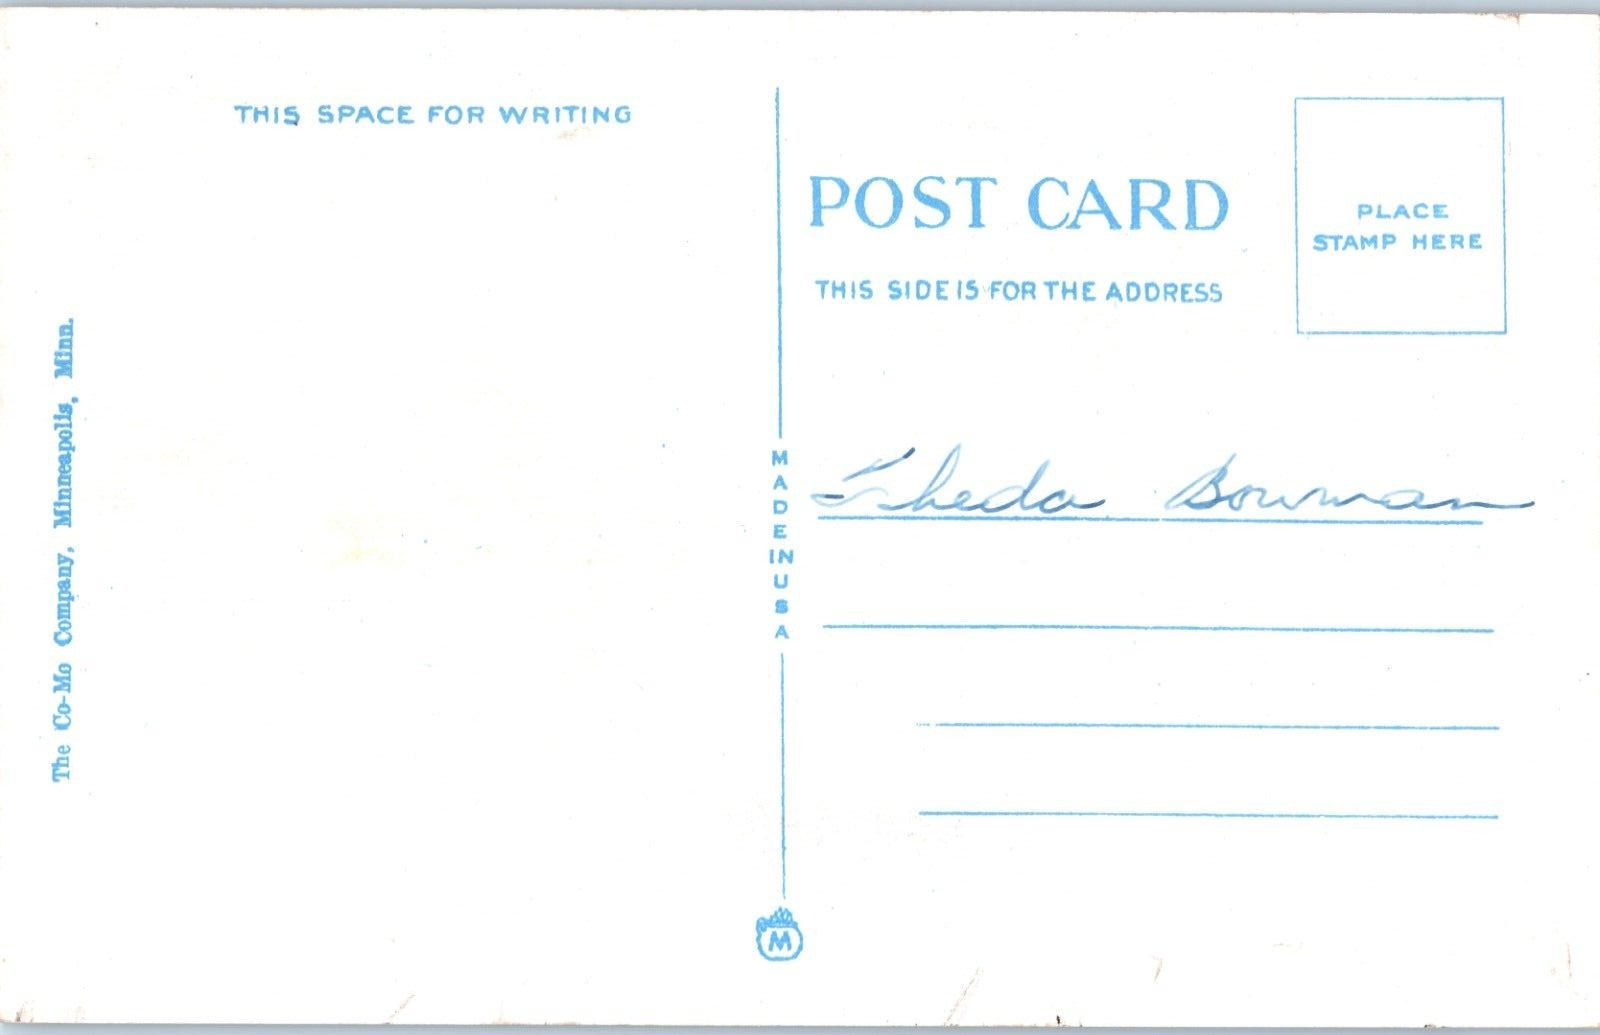 THIS SPACE FOR WRITING
POST CARD
PLACE
STAMP HERE
THIS SIDE IS FOR THE ADDRESS
The Co-Mo Company, Minneapolis, Minn.
MADE IN USA
Theda Bowman
M